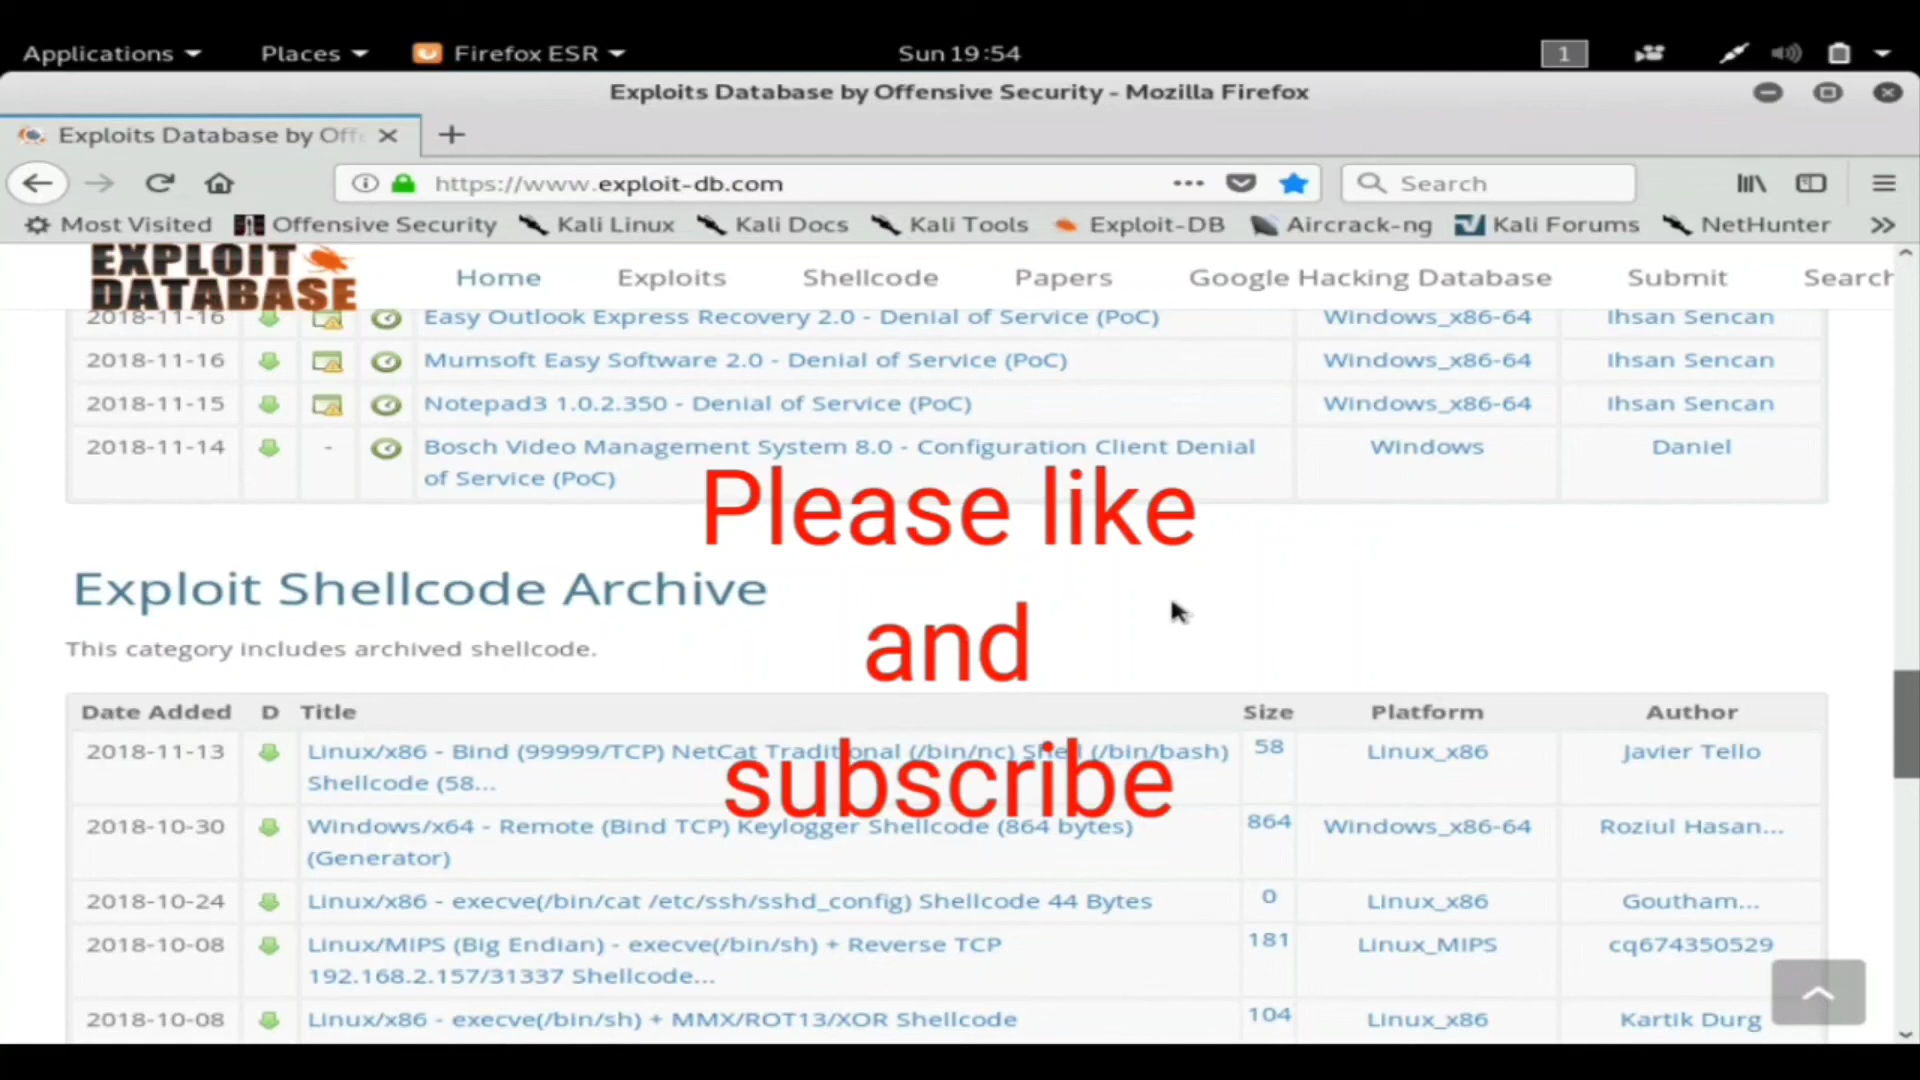 Applications Places Firefox ESR Sun 19:54 1
Exploits Database by Offensive Security - Mozilla Firefox
Exploits Database by Off
https://www.exploit-db.com Search
Most Visited Offensive Security Kali Linux Kali Docs Kali Tools Exploit-DB Aircrack-ng Kali Forums NetHunter
EXPLOIT
DATABASE
Home Exploits Shellcode Papers Google Hacking Database Submit Search
2018-11-16 Easy Outlook Express Recovery 2.0 - Denial of Service (PoC) Windows_x86-64 Ihsan Sencan
2018-11-16 Mumsoft Easy Software 2.0 - Denial of Service (PoC) Windows_x86-64 Ihsan Sencan
2018-11-15 Notepad3 1.0.2.350 - Denial of Service (PoC) Windows_x86-64 Ihsan Sencan
2018-11-14 - Bosch Video Management System 8.0 - Configuration Client Denial Windows Daniel
of Service (PoC)
Please like
and
subscribe
Exploit Shellcode Archive
This category includes archived shellcode.
Date Added D Title Size Platform Author
2018-11-13 Linux/x86 - Bind (99999/TCP) NetCat Traditional (/bin/nc) Shell (/bin/bash) 58 Linux_x86 Javier Tello
Shellcode (58...
2018-10-30 Windows/x64 - Remote (Bind TCP) Keylogger Shellcode (864 bytes) 864 Windows_x86-64 Roziul Hasan...
(Generator)
2018-10-24 Linux/x86 - execve(/bin/cat /etc/ssh/sshd_config) Shellcode 44 Bytes 0 Linux_x86 Goutham...
2018-10-08 Linux/MIPS (Big Endian) - execve(/bin/sh) + Reverse TCP 181 Linux_MIPS cq674350529
192.168.2.157/31337 Shellcode...
2018-10-08 Linux/x86 - execve(/bin/sh) + MMX/ROT13/XOR Shellcode 104 Linux_x86 Kartik Durg